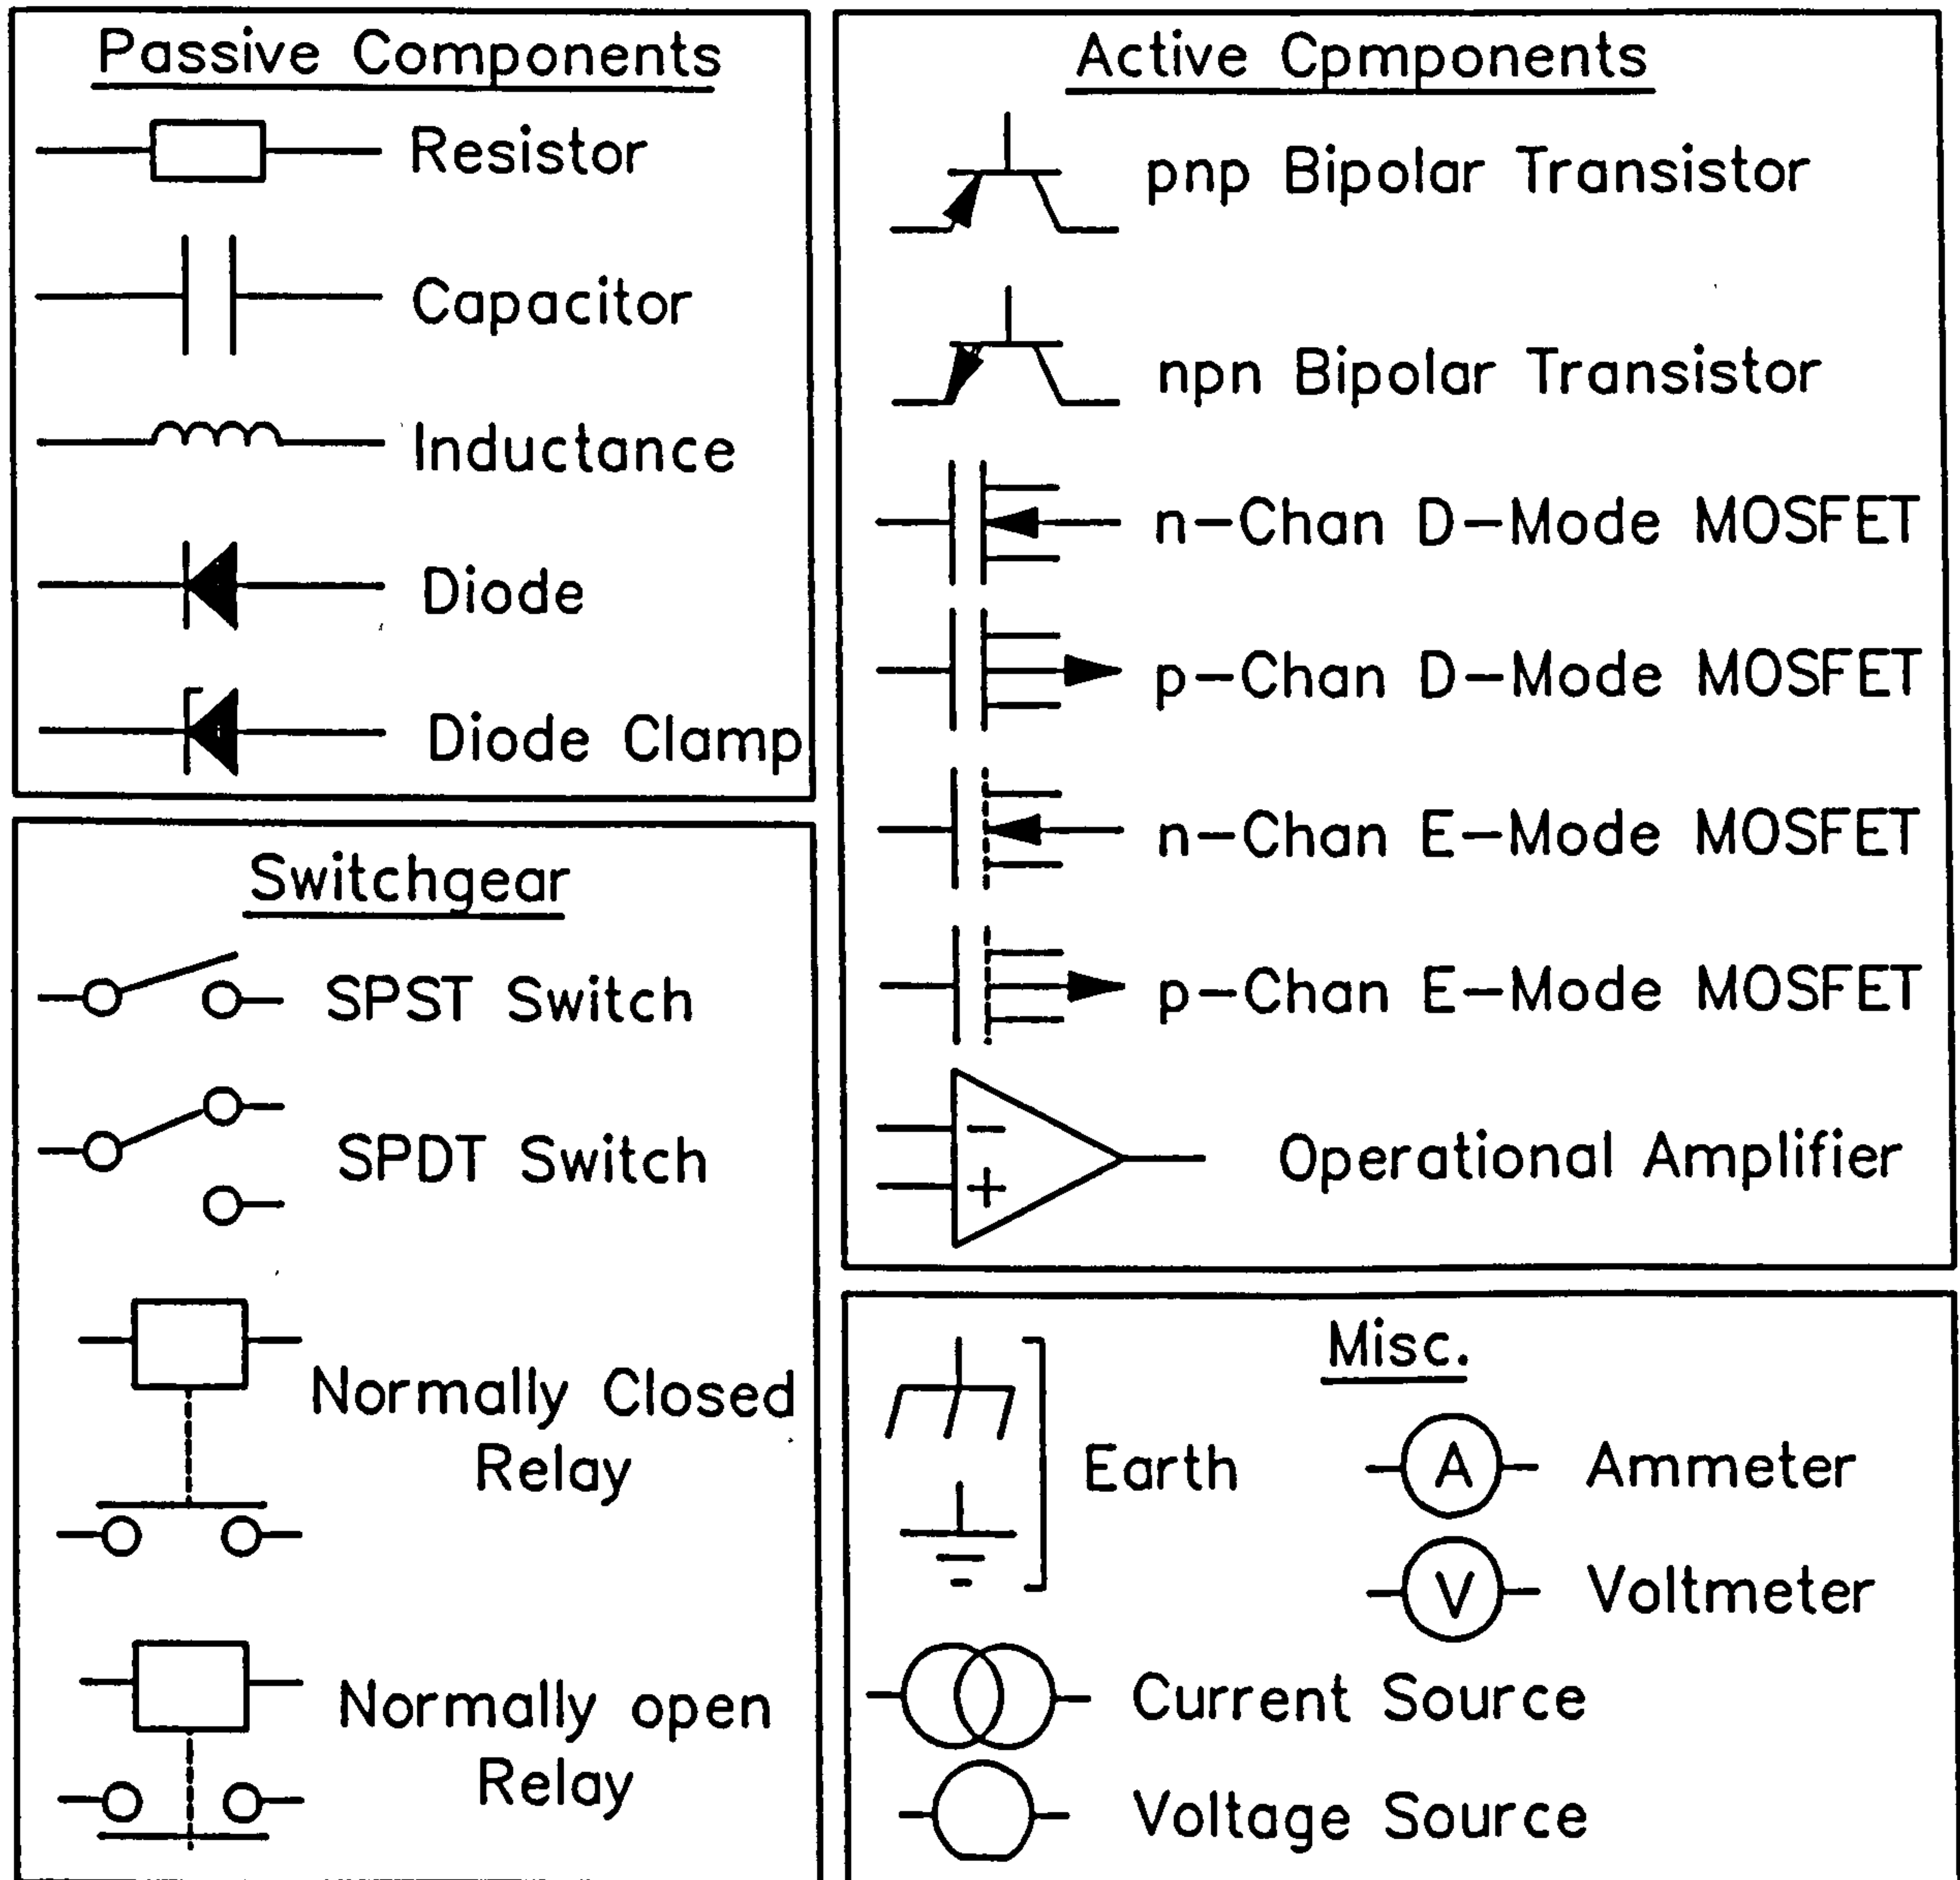 Passive Components
Resistor
Capacitor
Inductance
Diode
Diode Clamp
Switchgear
SPST Switch
SPDT Switch
Normally Closed
Relay
Normally open
Relay
Active Cpmponents
pnp Bipolar Transistor
npn Bipolar Transistor
n-Chan D-Mode MOSFET
p-Chan D-Mode MOSFET
n-Chan E-Mode MOSFET
p-Chan E-Mode MOSFET
-
+
Operational Amplifier
Misc.
Earth
A Ammeter
V Voltmeter
Current Source
Voltage Source